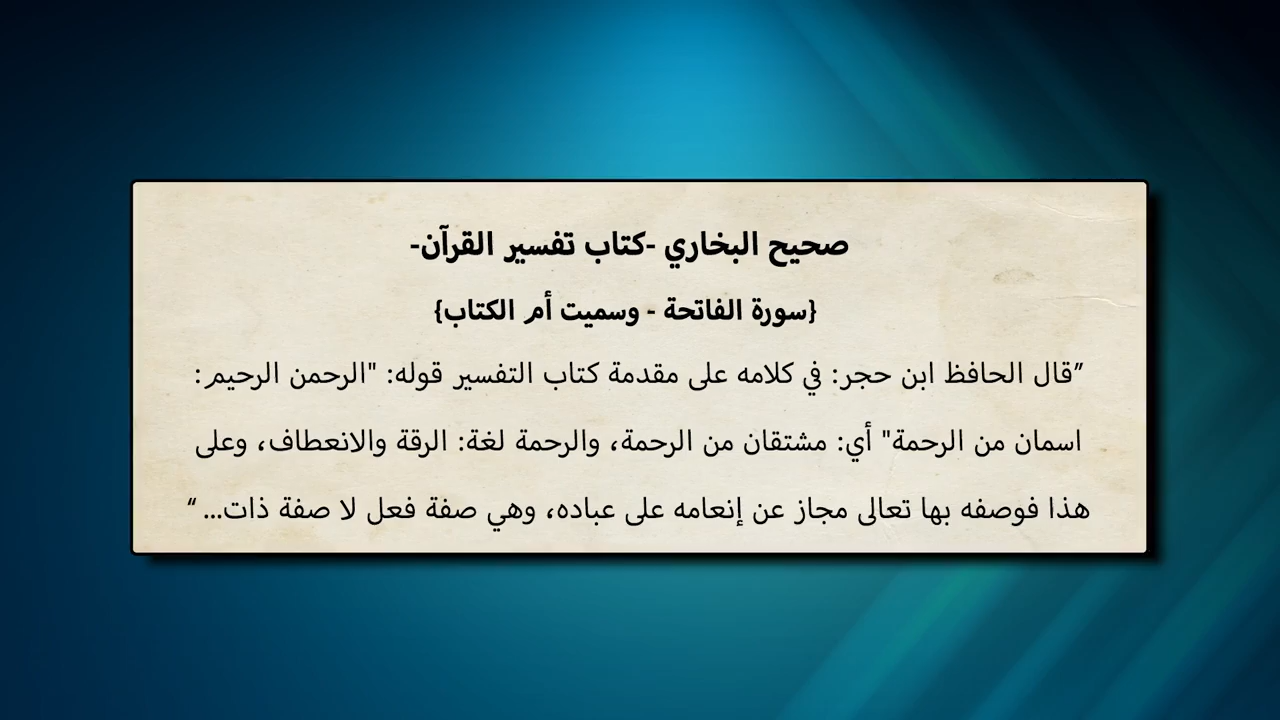 صحيح البخاري -كتاب تفسير القرآن-
{سورة الفاتحة - وسميت أم الكتاب}
”قال الحافظ ابن حجر: في كلامه على مقدمة كتاب التفسير قوله: "الرحمن الرحيم:
اسمان من الرحمة" أي: مشتقان من الرحمة، والرحمة لغة: الرقة والانعطاف، وعلى
هذا فوصفه بها تعالى مجاز عن إنعامه على عباده، وهي صفة فعل لا صفة ذات... “